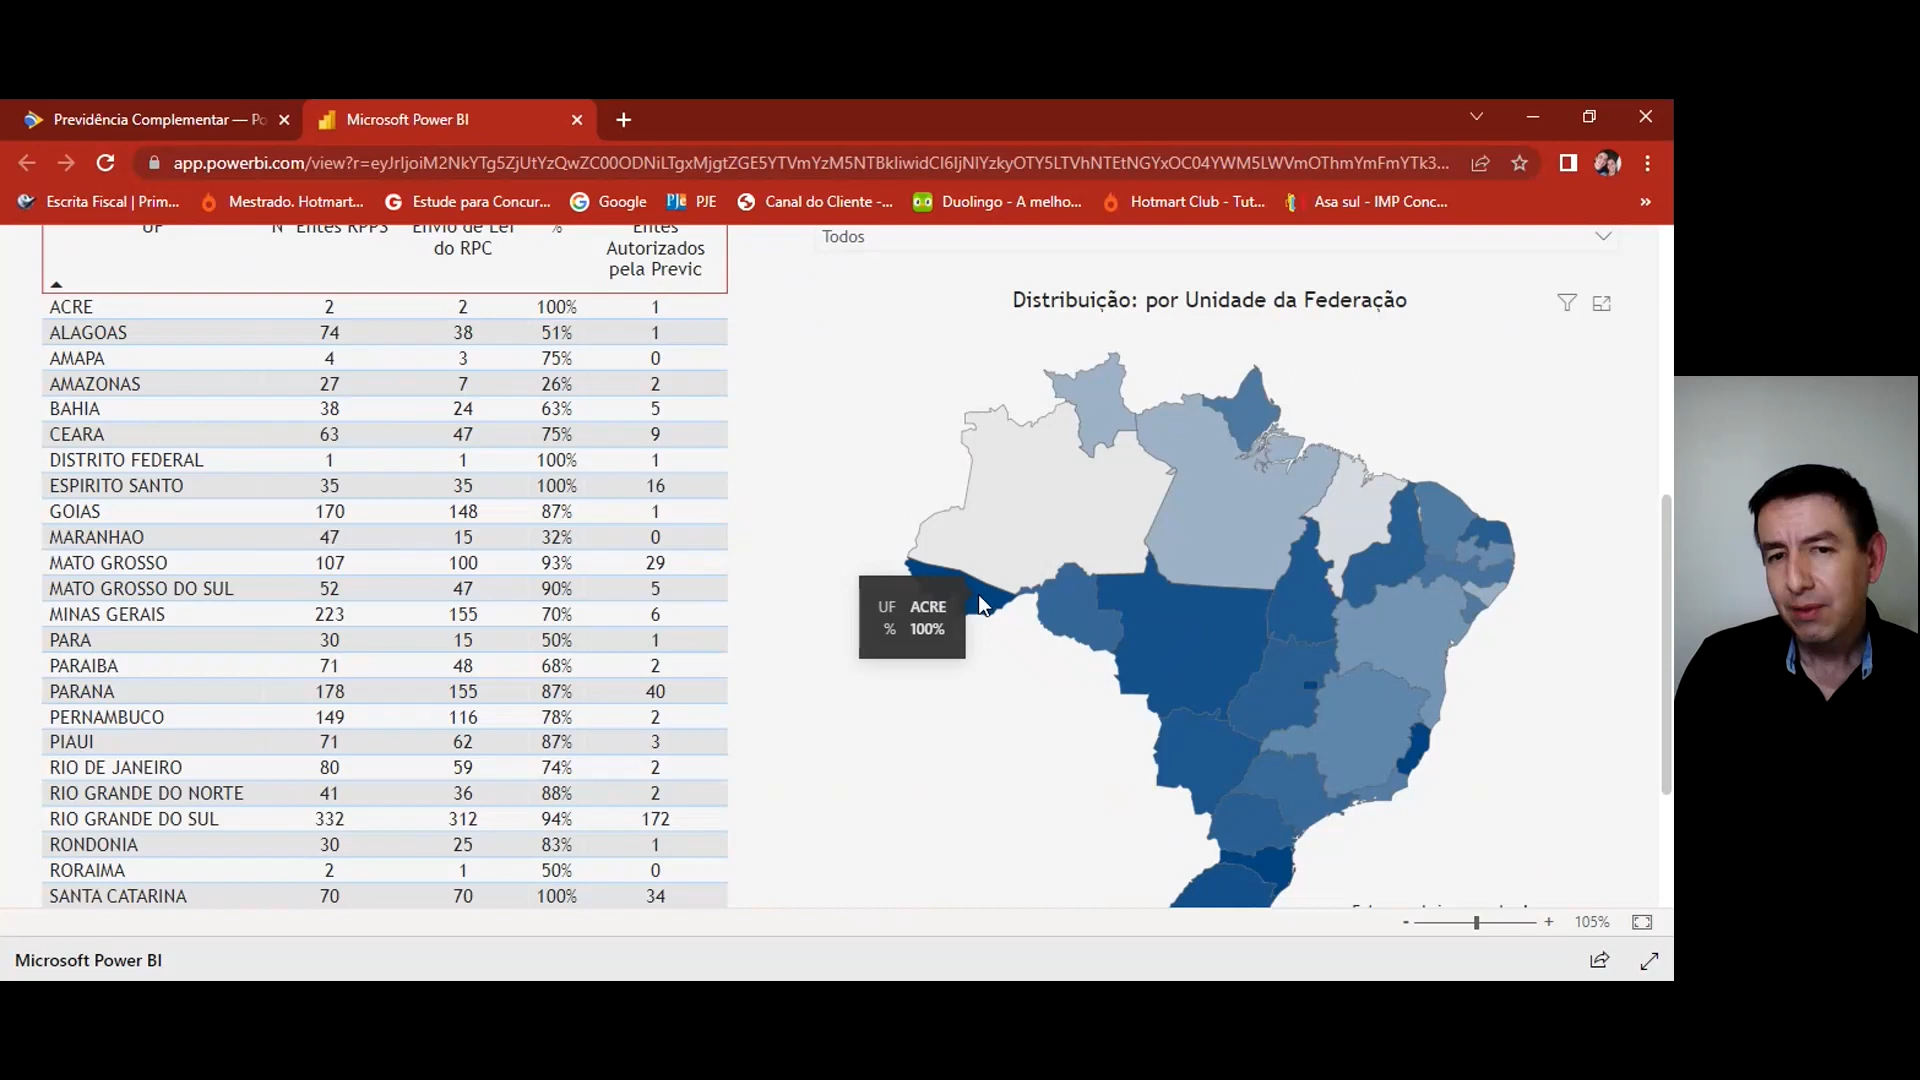 Previdência Complementar — Po
Microsoft Power BI
app.powerbi.com/view?r=eyJrIjoiM2NkYTg5ZjUtYzQwZC00ODNiLTgxMjgtZGE5YTVmYzM5NTBkIiwidCI6IjNlYzkyOTY5LTVhNTEtNGYxOC04YWM5LWVmOThmYmFmYTk3...
Escrita Fiscal | Prim...
Mestrado. Hotmart...
Estude para Concur...
Google
PJe PJE
Canal do Cliente -...
Duolingo - A melho...
Hotmart Club - Tut...
Asa sul - IMP Conc...
»
UF N° Entes RPPS Envio de Lei do RPC % Entes Autorizados pela Previc
ACRE 2 2 100% 1
ALAGOAS 74 38 51% 1
AMAPA 4 3 75% 0
AMAZONAS 27 7 26% 2
BAHIA 38 24 63% 5
CEARA 63 47 75% 9
DISTRITO FEDERAL 1 1 100% 1
ESPIRITO SANTO 35 35 100% 16
GOIAS 170 148 87% 1
MARANHAO 47 15 32% 0
MATO GROSSO 107 100 93% 29
MATO GROSSO DO SUL 52 47 90% 5
MINAS GERAIS 223 155 70% 6
PARA 30 15 50% 1
PARAIBA 71 48 68% 2
PARANA 178 155 87% 40
PERNAMBUCO 149 116 78% 2
PIAUI 71 62 87% 3
RIO DE JANEIRO 80 59 74% 2
RIO GRANDE DO NORTE 41 36 88% 2
RIO GRANDE DO SUL 332 312 94% 172
RONDONIA 30 25 83% 1
RORAIMA 2 1 50% 0
SANTA CATARINA 70 70 100% 34
Todos
Distribuição: por Unidade da Federação
UF ACRE
% 100%
- + 105%
Microsoft Power BI